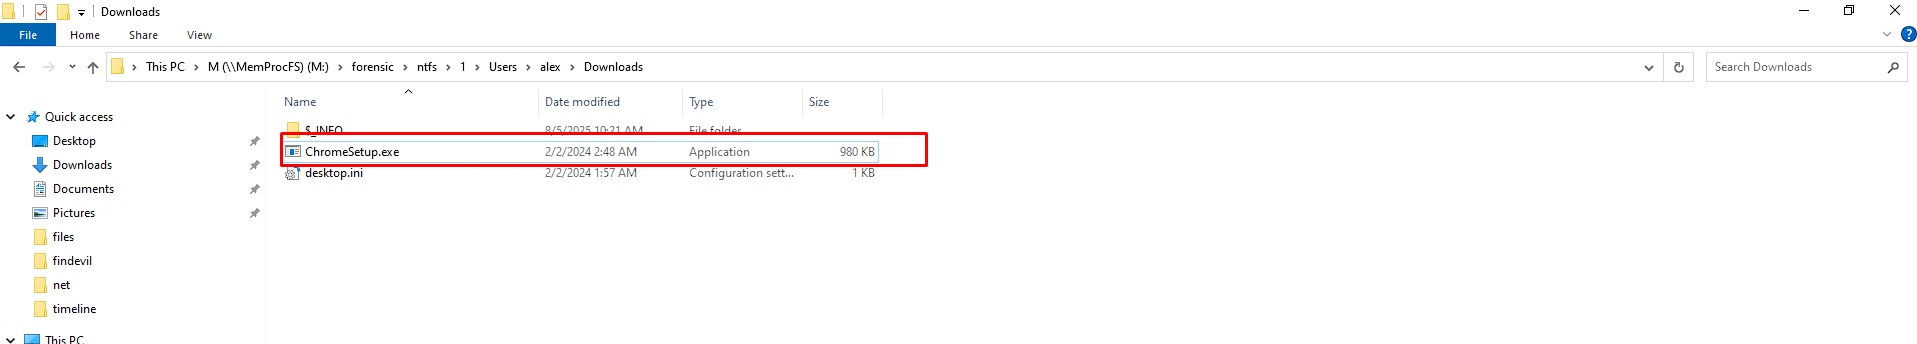 Downloads
File Home Share View
This PC M (\\MemProcFS) (M:) forensic ntfs 1 Users alex Downloads
Search Downloads
Name Date modified Type Size
Quick access
$_INFO 8/5/2025 10:21 AM File folder
Desktop
ChromeSetup.exe 2/2/2024 2:48 AM Application 980 KB
Downloads
desktop.ini 2/2/2024 1:57 AM Configuration sett... 1 KB
Documents
Pictures
files
findevil
net
timeline
This PC